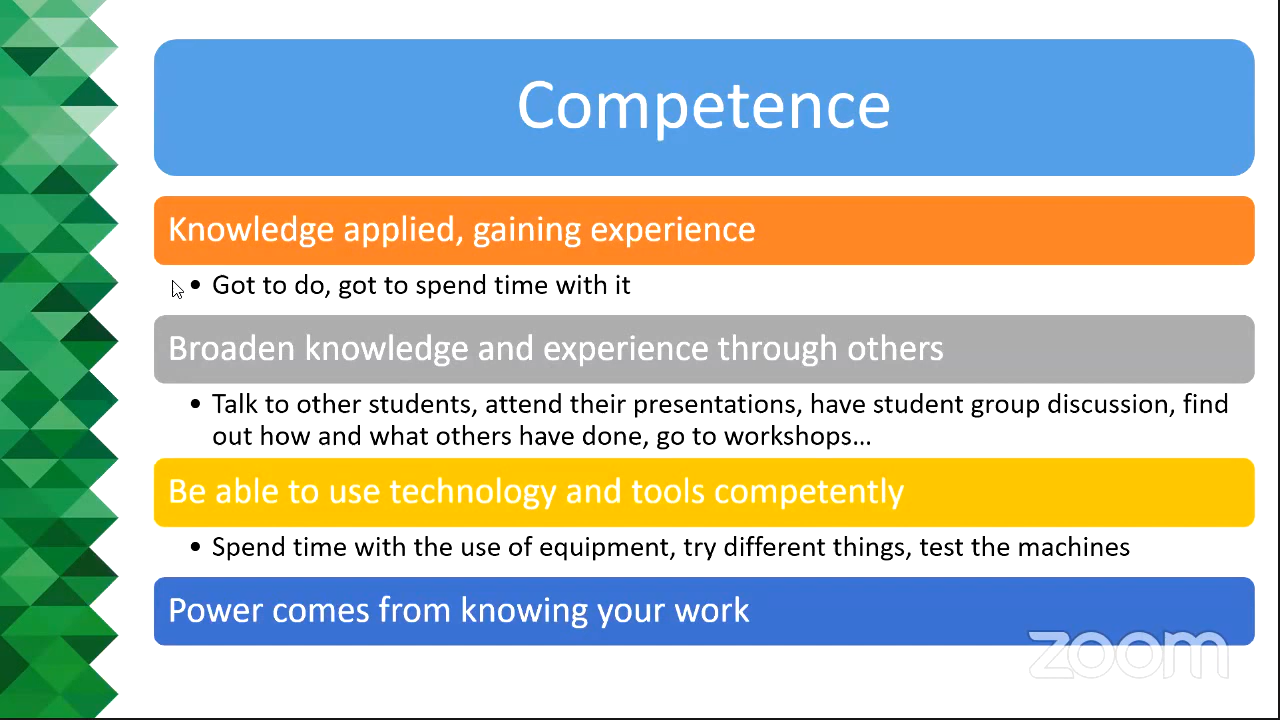 Competence
Knowledge applied, gaining experience
• Got to do, got to spend time with it
Broaden knowledge and experience through others
• Talk to other students, attend their presentations, have student group discussion, find
out how and what others have done, go to workshops...
Be able to use technology and tools competently
• Spend time with the use of equipment, try different things, test the machines
Power comes from knowing your work
zoom